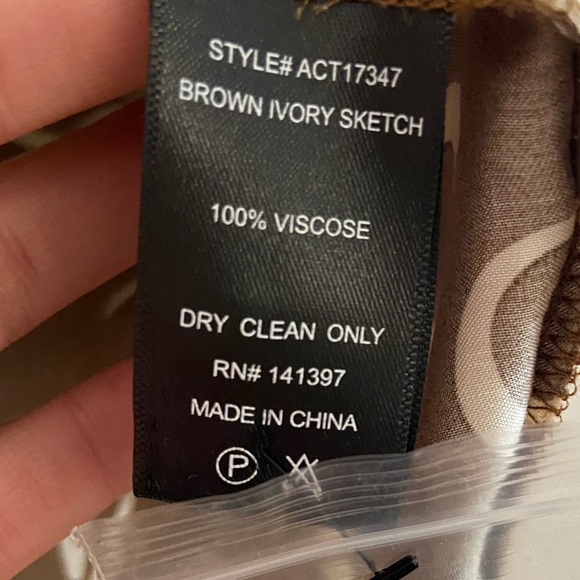 STYLE# ACT17347
BROWN IVORY SKETCH
100% VISCOSE
DRY CLEAN ONLY
RN# 141397
MADE IN CHINA
P